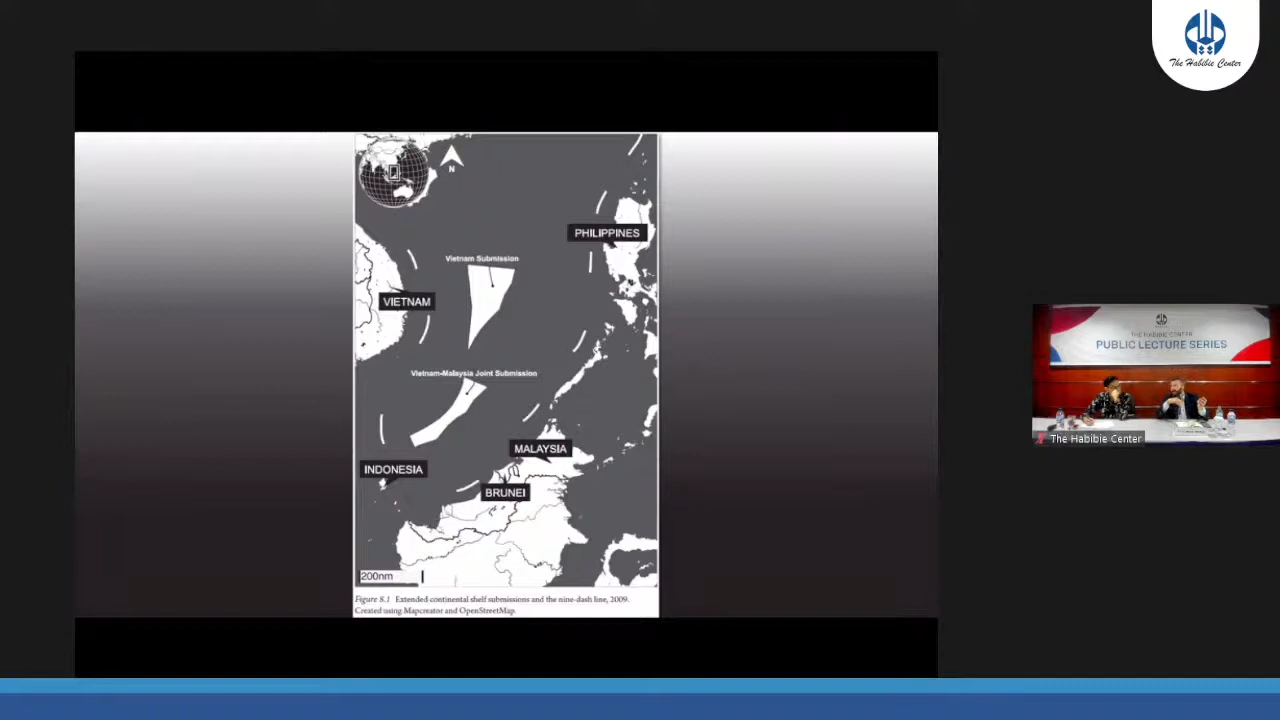 The Habibie Center
N
PHILIPPINES
Vietnam Submission
VIETNAM
Vietnam-Malaysia Joint Submission
MALAYSIA
INDONESIA
BRUNEI
200nm
Figure 8.1 Extended continental shelf submissions and the nine-dash line, 2009.
Created using Mapcreator and OpenStreetMap.
THE HABIBIE CENTER
PUBLIC LECTURE SERIES
The Habibie Center